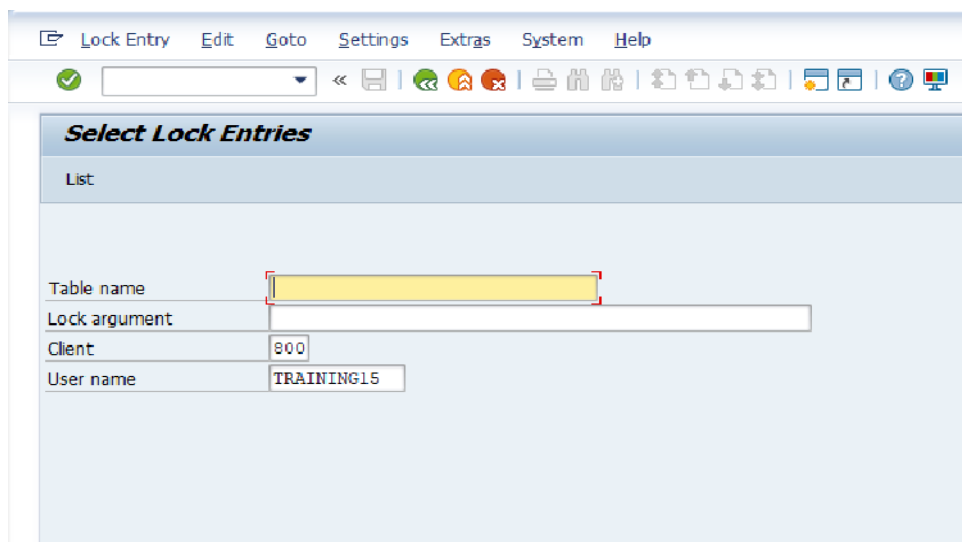 Lock Entry Edit Goto Settings Extras System Help
Select Lock Entries
List
Table name
Lock argument
Client 800
User name TRAINING15